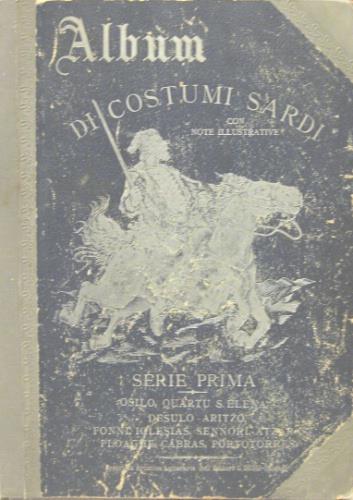 Album
DI COSTUMI SARDI
CON
NOTE ILLUSTRATIVE
SERIE PRIMA
OSILO, QUARTU S. ELENA
DESULO ARITZO
FONNI, IGLESIAS, SENNORI, ATZARA
PLOAGHE, CABRAS, PORTOTORRES